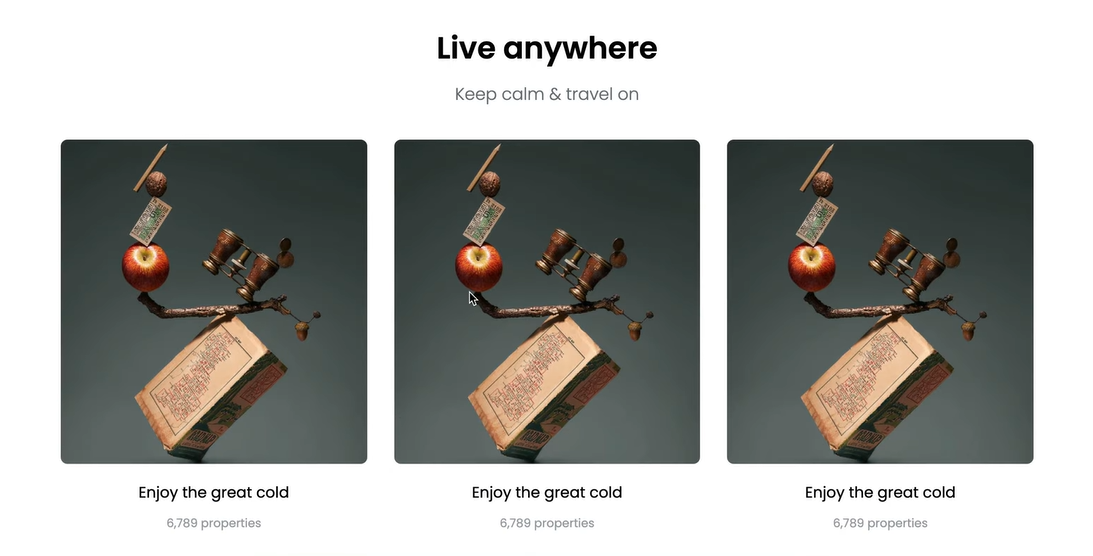 Live anywhere
Keep calm & travel on
Enjoy the great cold
6,789 properties
Enjoy the great cold
6,789 properties
Enjoy the great cold
6,789 properties